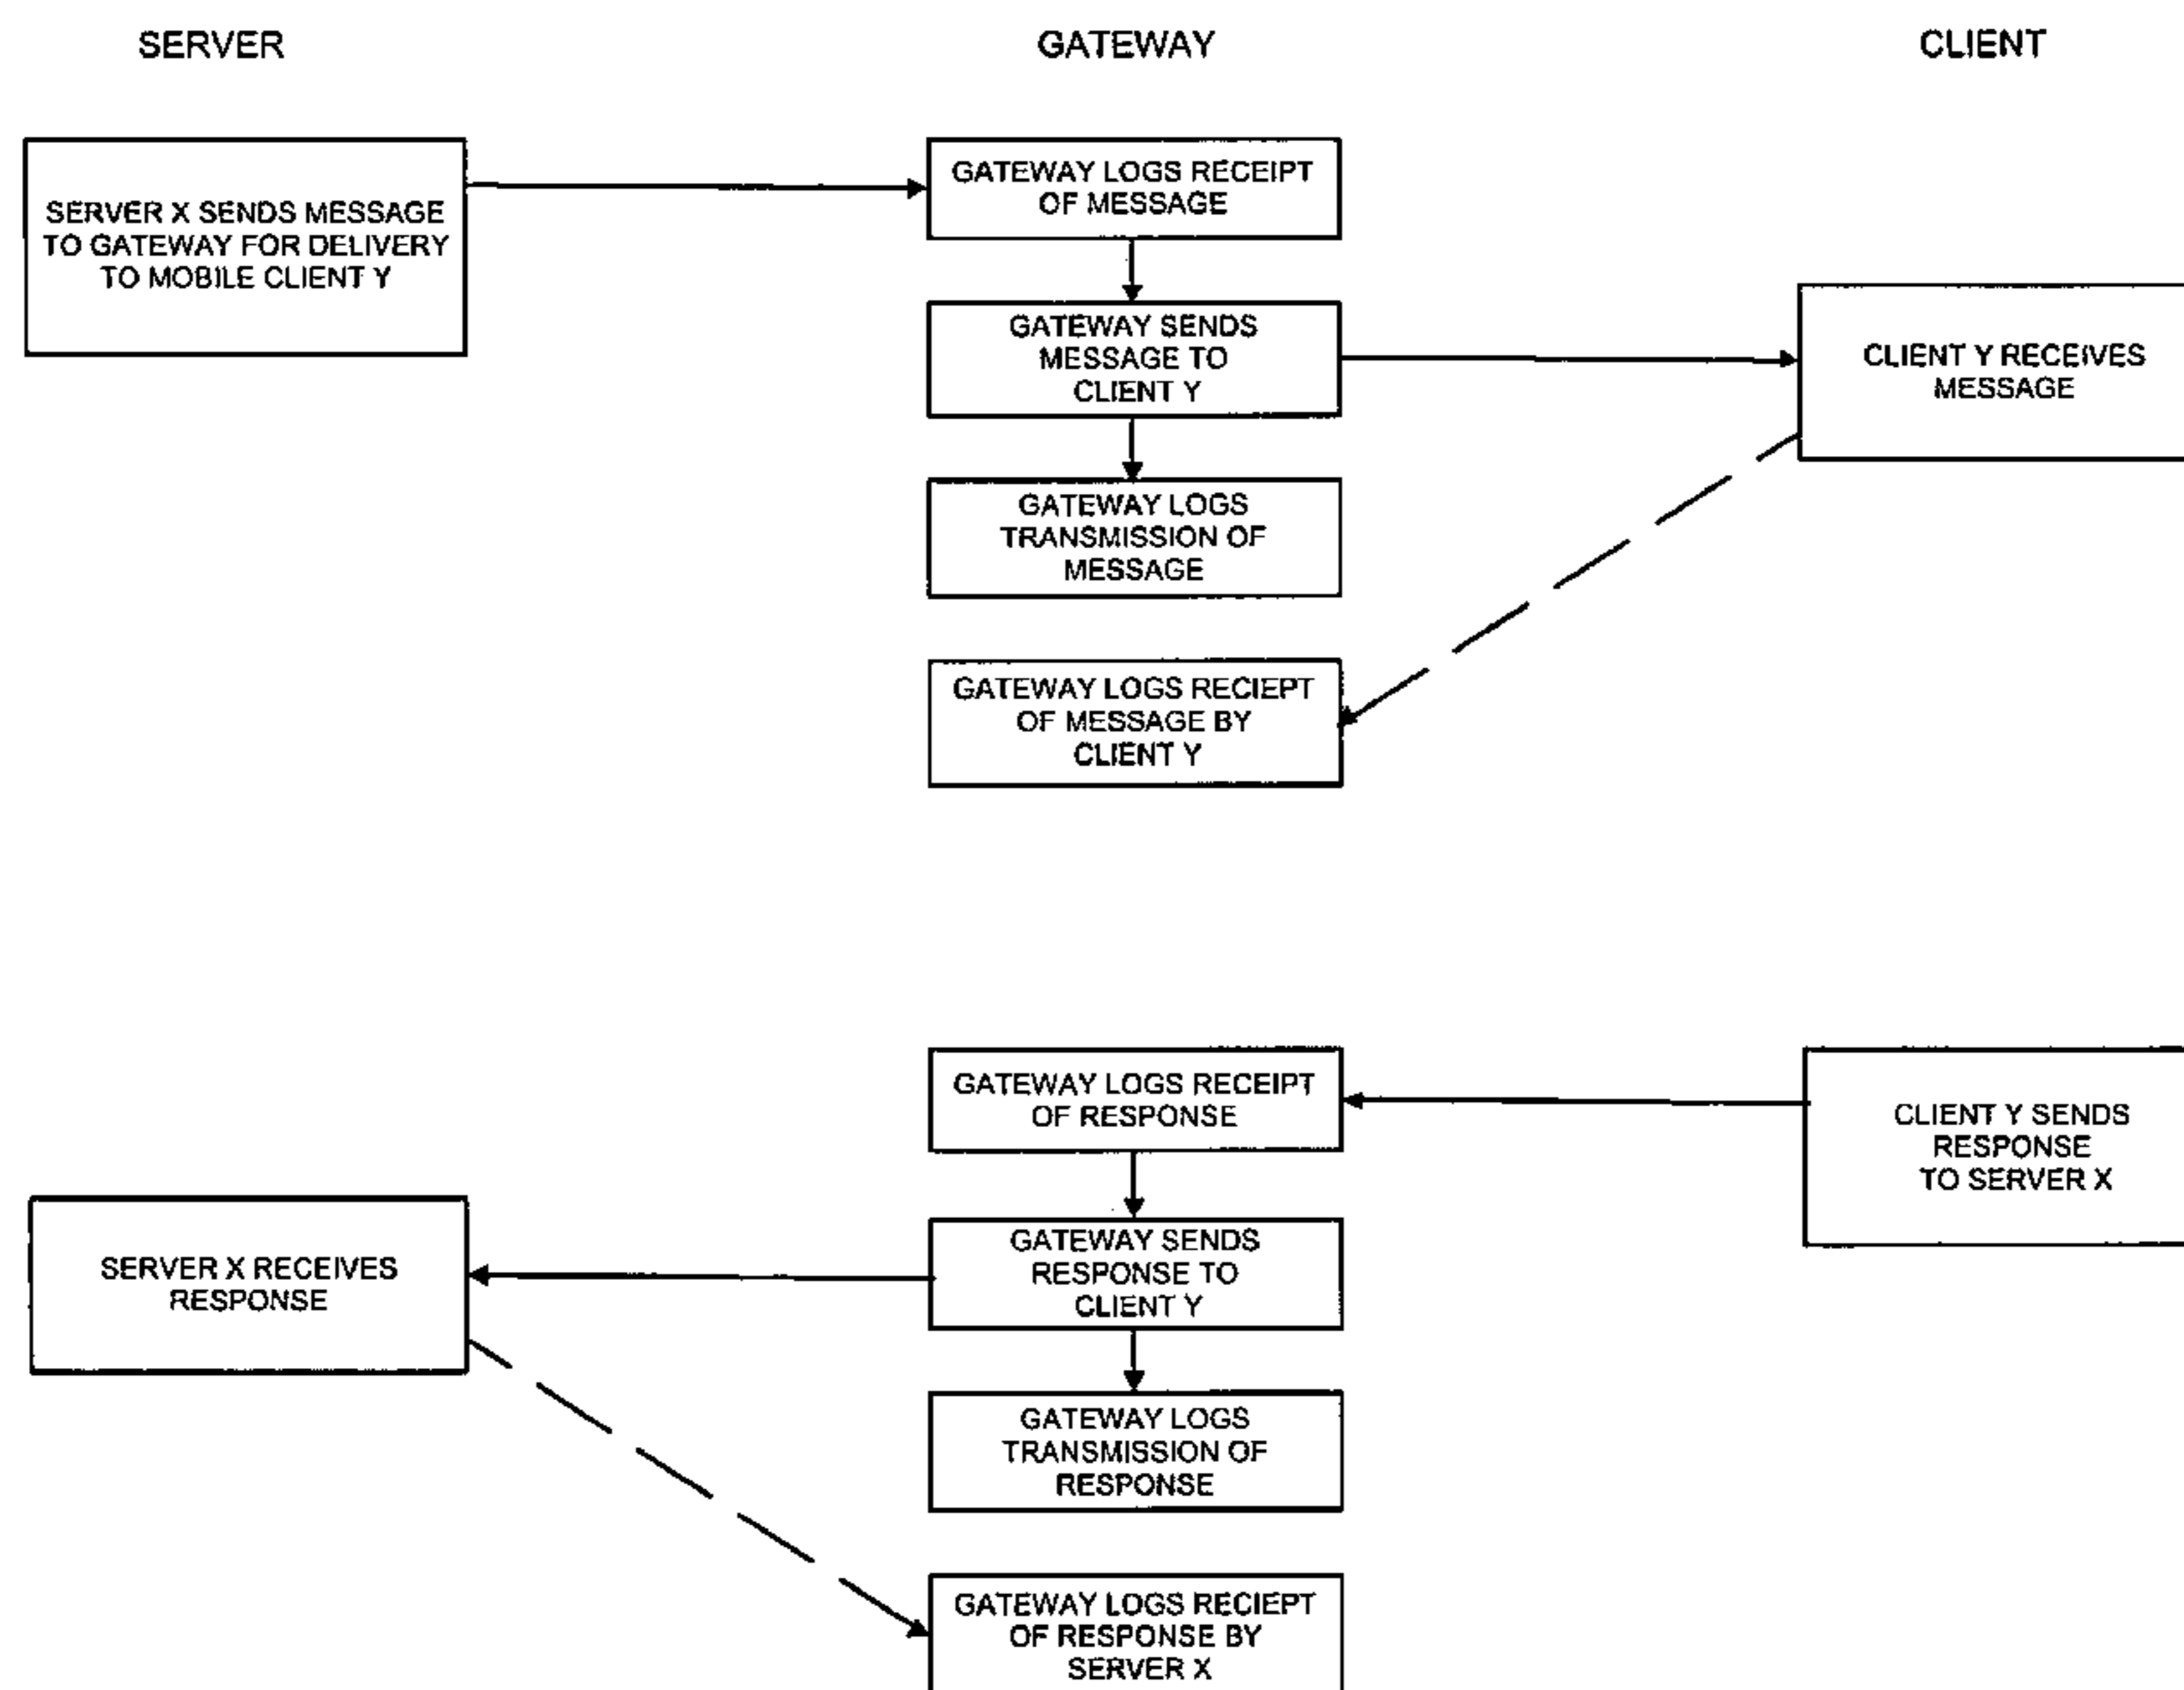 SERVER
GATEWAY
CLIENT
SERVER X SENDS MESSAGE
TO GATEWAY FOR DELIVERY
TO MOBILE CLIENT Y
GATEWAY LOGS RECEIPT
OF MESSAGE
GATEWAY SENDS
MESSAGE TO
CLIENT Y
CLIENT Y RECEIVES
MESSAGE
GATEWAY LOGS
TRANSMISSION OF
MESSAGE
GATEWAY LOGS RECIEPT
OF MESSAGE BY
CLIENT Y
GATEWAY LOGS RECEIPT
OF RESPONSE
CLIENT Y SENDS
RESPONSE
TO SERVER X
SERVER X RECEIVES
RESPONSE
GATEWAY SENDS
RESPONSE TO
CLIENT Y
GATEWAY LOGS
TRANSMISSION OF
RESPONSE
GATEWAY LOGS RECIEPT
OF RESPONSE BY
SERVER X